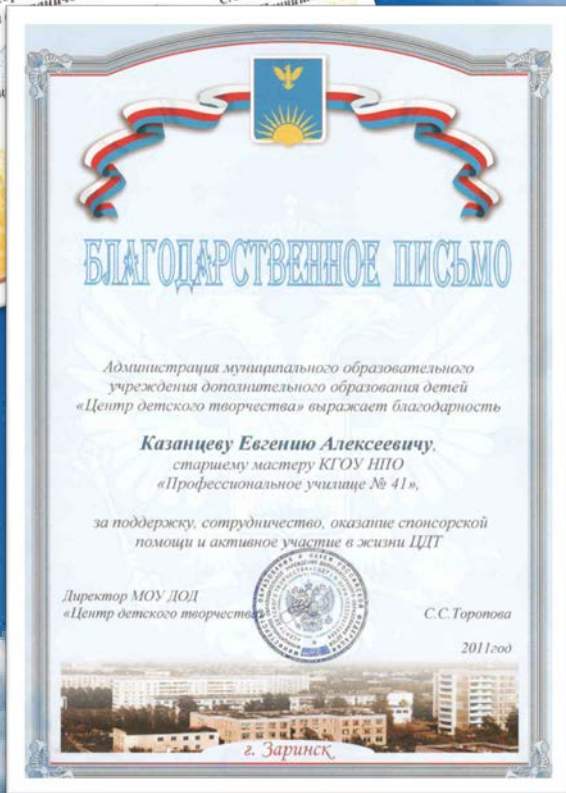 БЛАГОДАРСТВЕННОЕ ПИСЬМО
Администрация муниципального образовательного
учреждения дополнительного образования детей
«Центр детского творчества» выражает благодарность
Казанцеву Евгению Алексеевичу,
старшему мастеру КГОУ НПО
«Профессиональное училище № 41»,
за поддержку, сотрудничество, оказание спонсорской
помощи и активное участие в жизни ЦДТ
Директор МОУ ДОД
«Центр детского творчества»
С.С.Торопова
2011год
г. Заринск